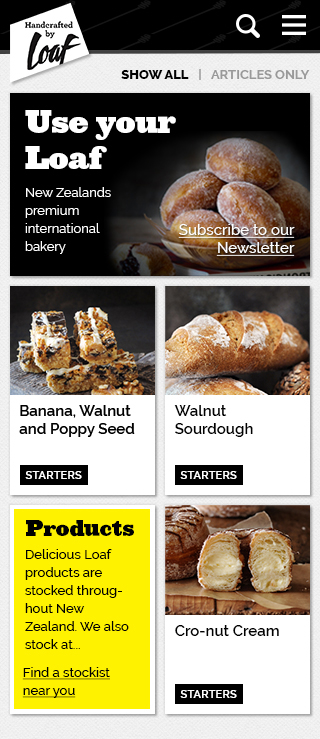 Handcrafted
by
Loaf
SHOW ALL | ARTICLES ONLY
Use your
Loaf
New Zealands
premium
international
bakery
Subscribe to our
Newsletter
Banana, Walnut
and Poppy Seed
STARTERS
Walnut
Sourdough
STARTERS
Products
Delicious Loaf
products are
stocked throug-
hout New
Zealand. We also
stock at...
Find a stockist
near you
Cro-nut Cream
STARTERS